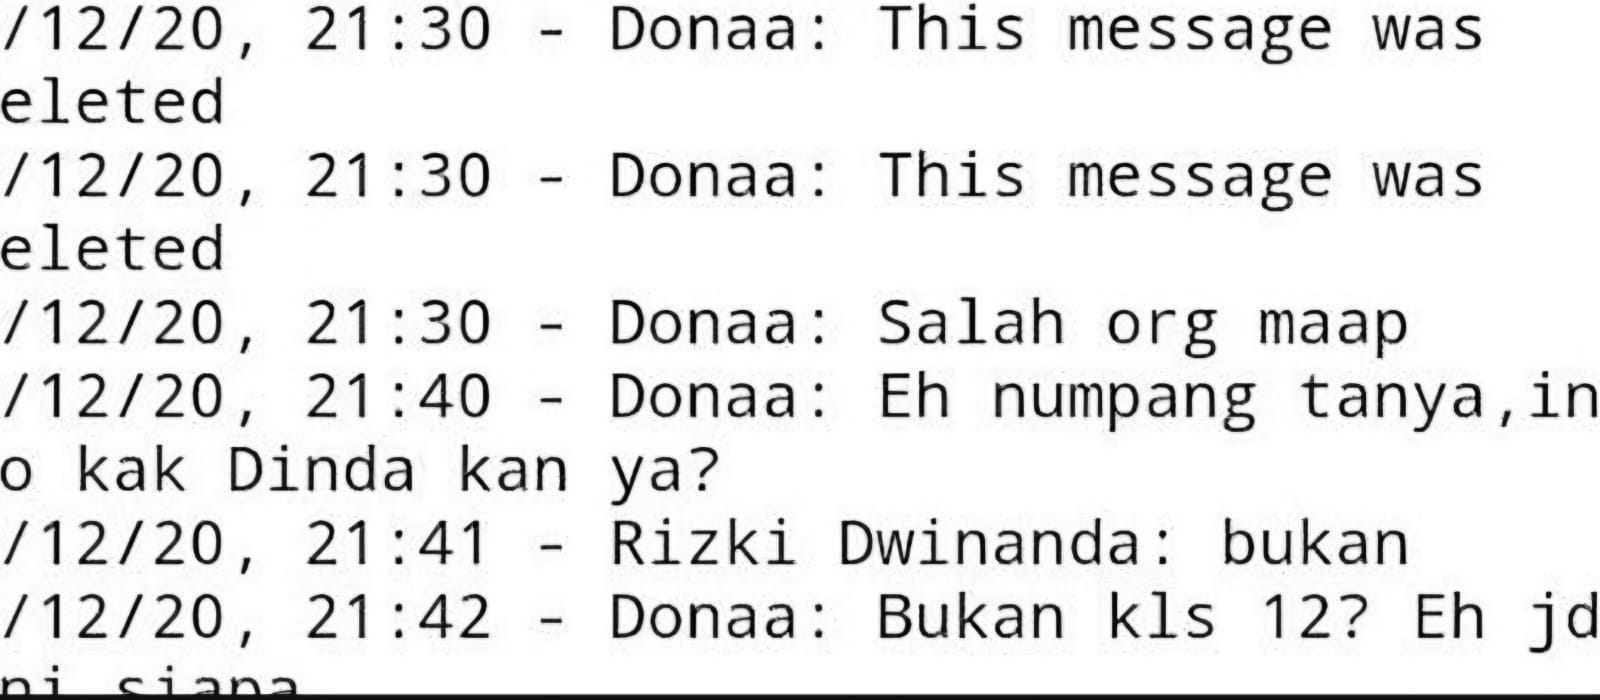 /12/20, 21:30 - Donaa: This message was
eleted
/12/20, 21:30 - Donaa: This message was
eleted
/12/20, 21:30 - Donaa: Salah org maap
/12/20, 21:40 - Donaa: Eh numpang tanya,in
o kak Dinda kan ya?
/12/20, 21:41 - Rizki Dwinanda: bukan
/12/20, 21:42 - Donaa: Bukan kls 12? Eh jd
ni siapa